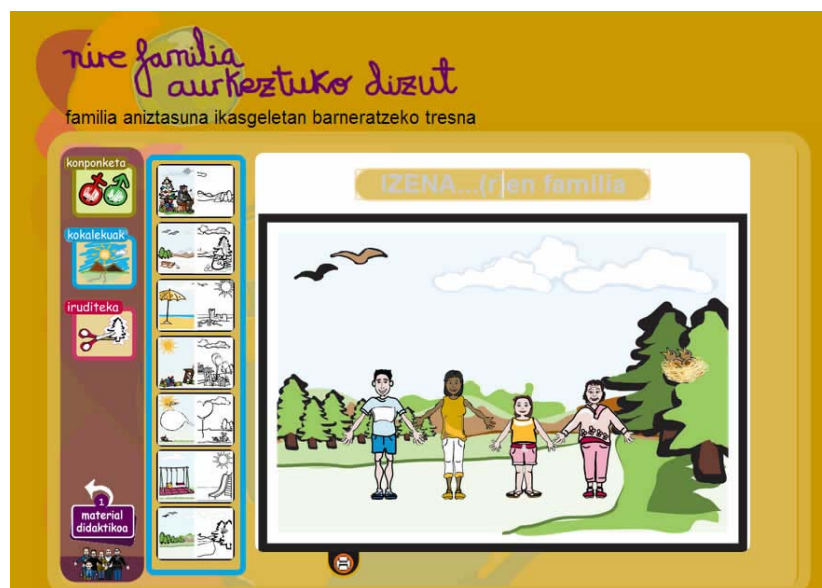 nire familia
aurkeztuko dizut
familia aniztasuna ikasgeletan barneratzeko tresna
konponketa
kokalekuak
iruditeka
1
material
didaktikoa
IZENA...(r)en familia